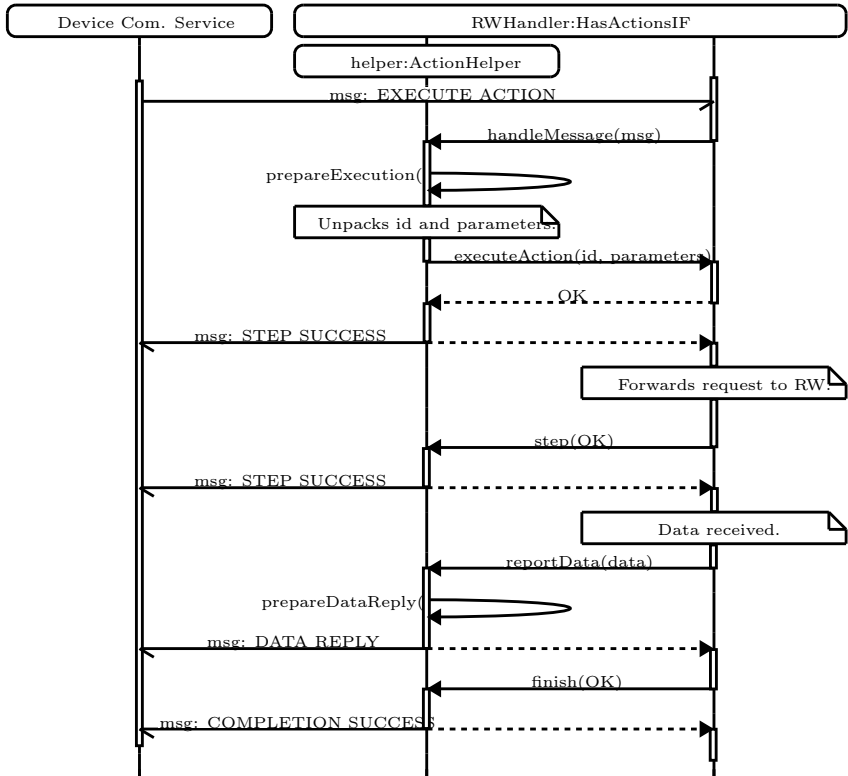 Device Com. Service
RWHandler:HasActionsIF
helper:ActionHelper
msg: EXECUTE ACTION
handleMessage(msg)
prepareExecution(
Unpacks id and parameters.
executeAction(id, parameters)
OK
msg: STEP SUCCESS
Forwards request to RW.
step(OK)
msg: STEP SUCCESS
Data received.
reportData(data)
prepareDataReply(
msg: DATA REPLY
finish(OK)
msg: COMPLETION SUCCESS